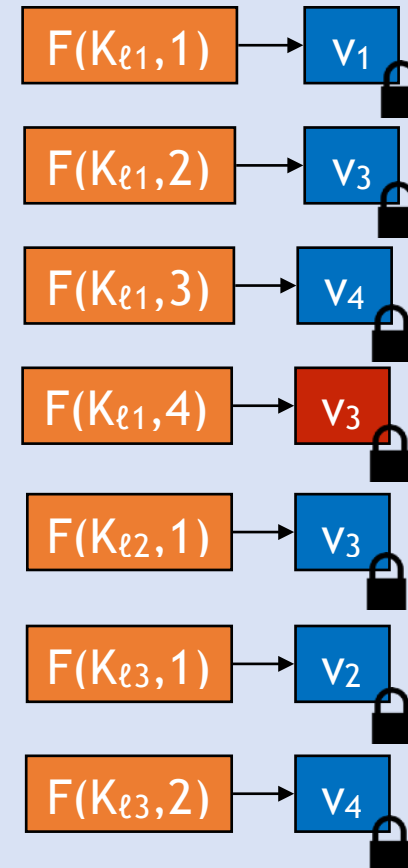 F(Kℓ1,1) v1
F(Kℓ1,2) v3
F(Kℓ1,3) v4
F(Kℓ1,4) v3
F(Kℓ2,1) v3
F(Kℓ3,1) v2
F(Kℓ3,2) v4